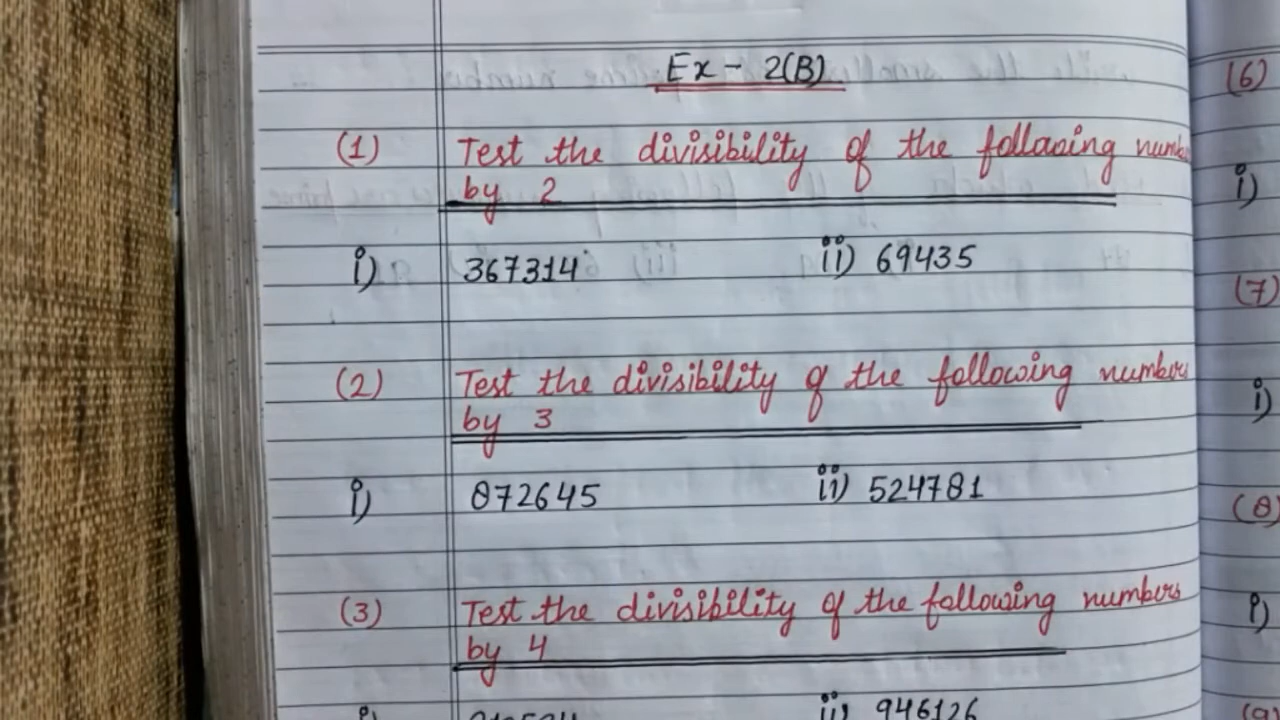 Ex - 2(B)
(1) Test the divisibility of the following
by 2
i) 367314 ii) 69435
(2) Test the divisibility of the following numbers
by 3
i) 872645 ii) 524781
(3) Test the divisibility of the following numbers
by 4
ii) 946126
(6)
i)
(7)
i)
(8)
i)
(9)